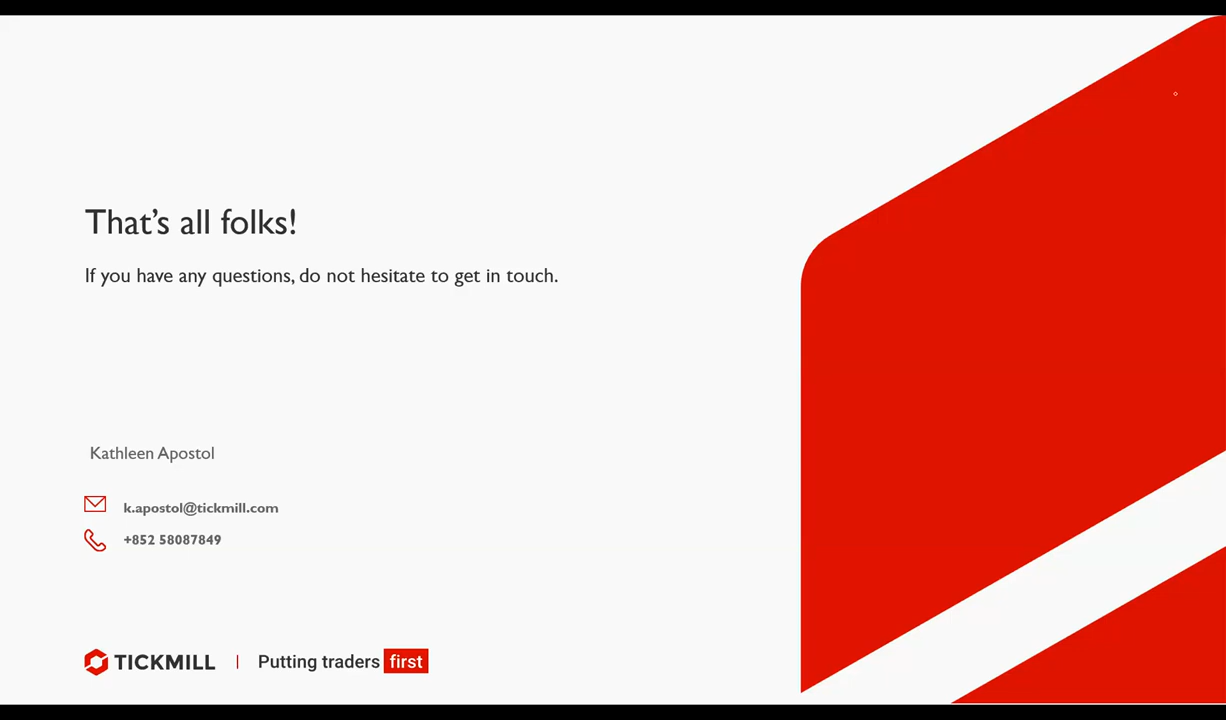 That's all folks!
If you have any questions, do not hesitate to get in touch.
Kathleen Apostol
k.apostol@tickmill.com
+852 58087849
TICKMILL | Putting traders first